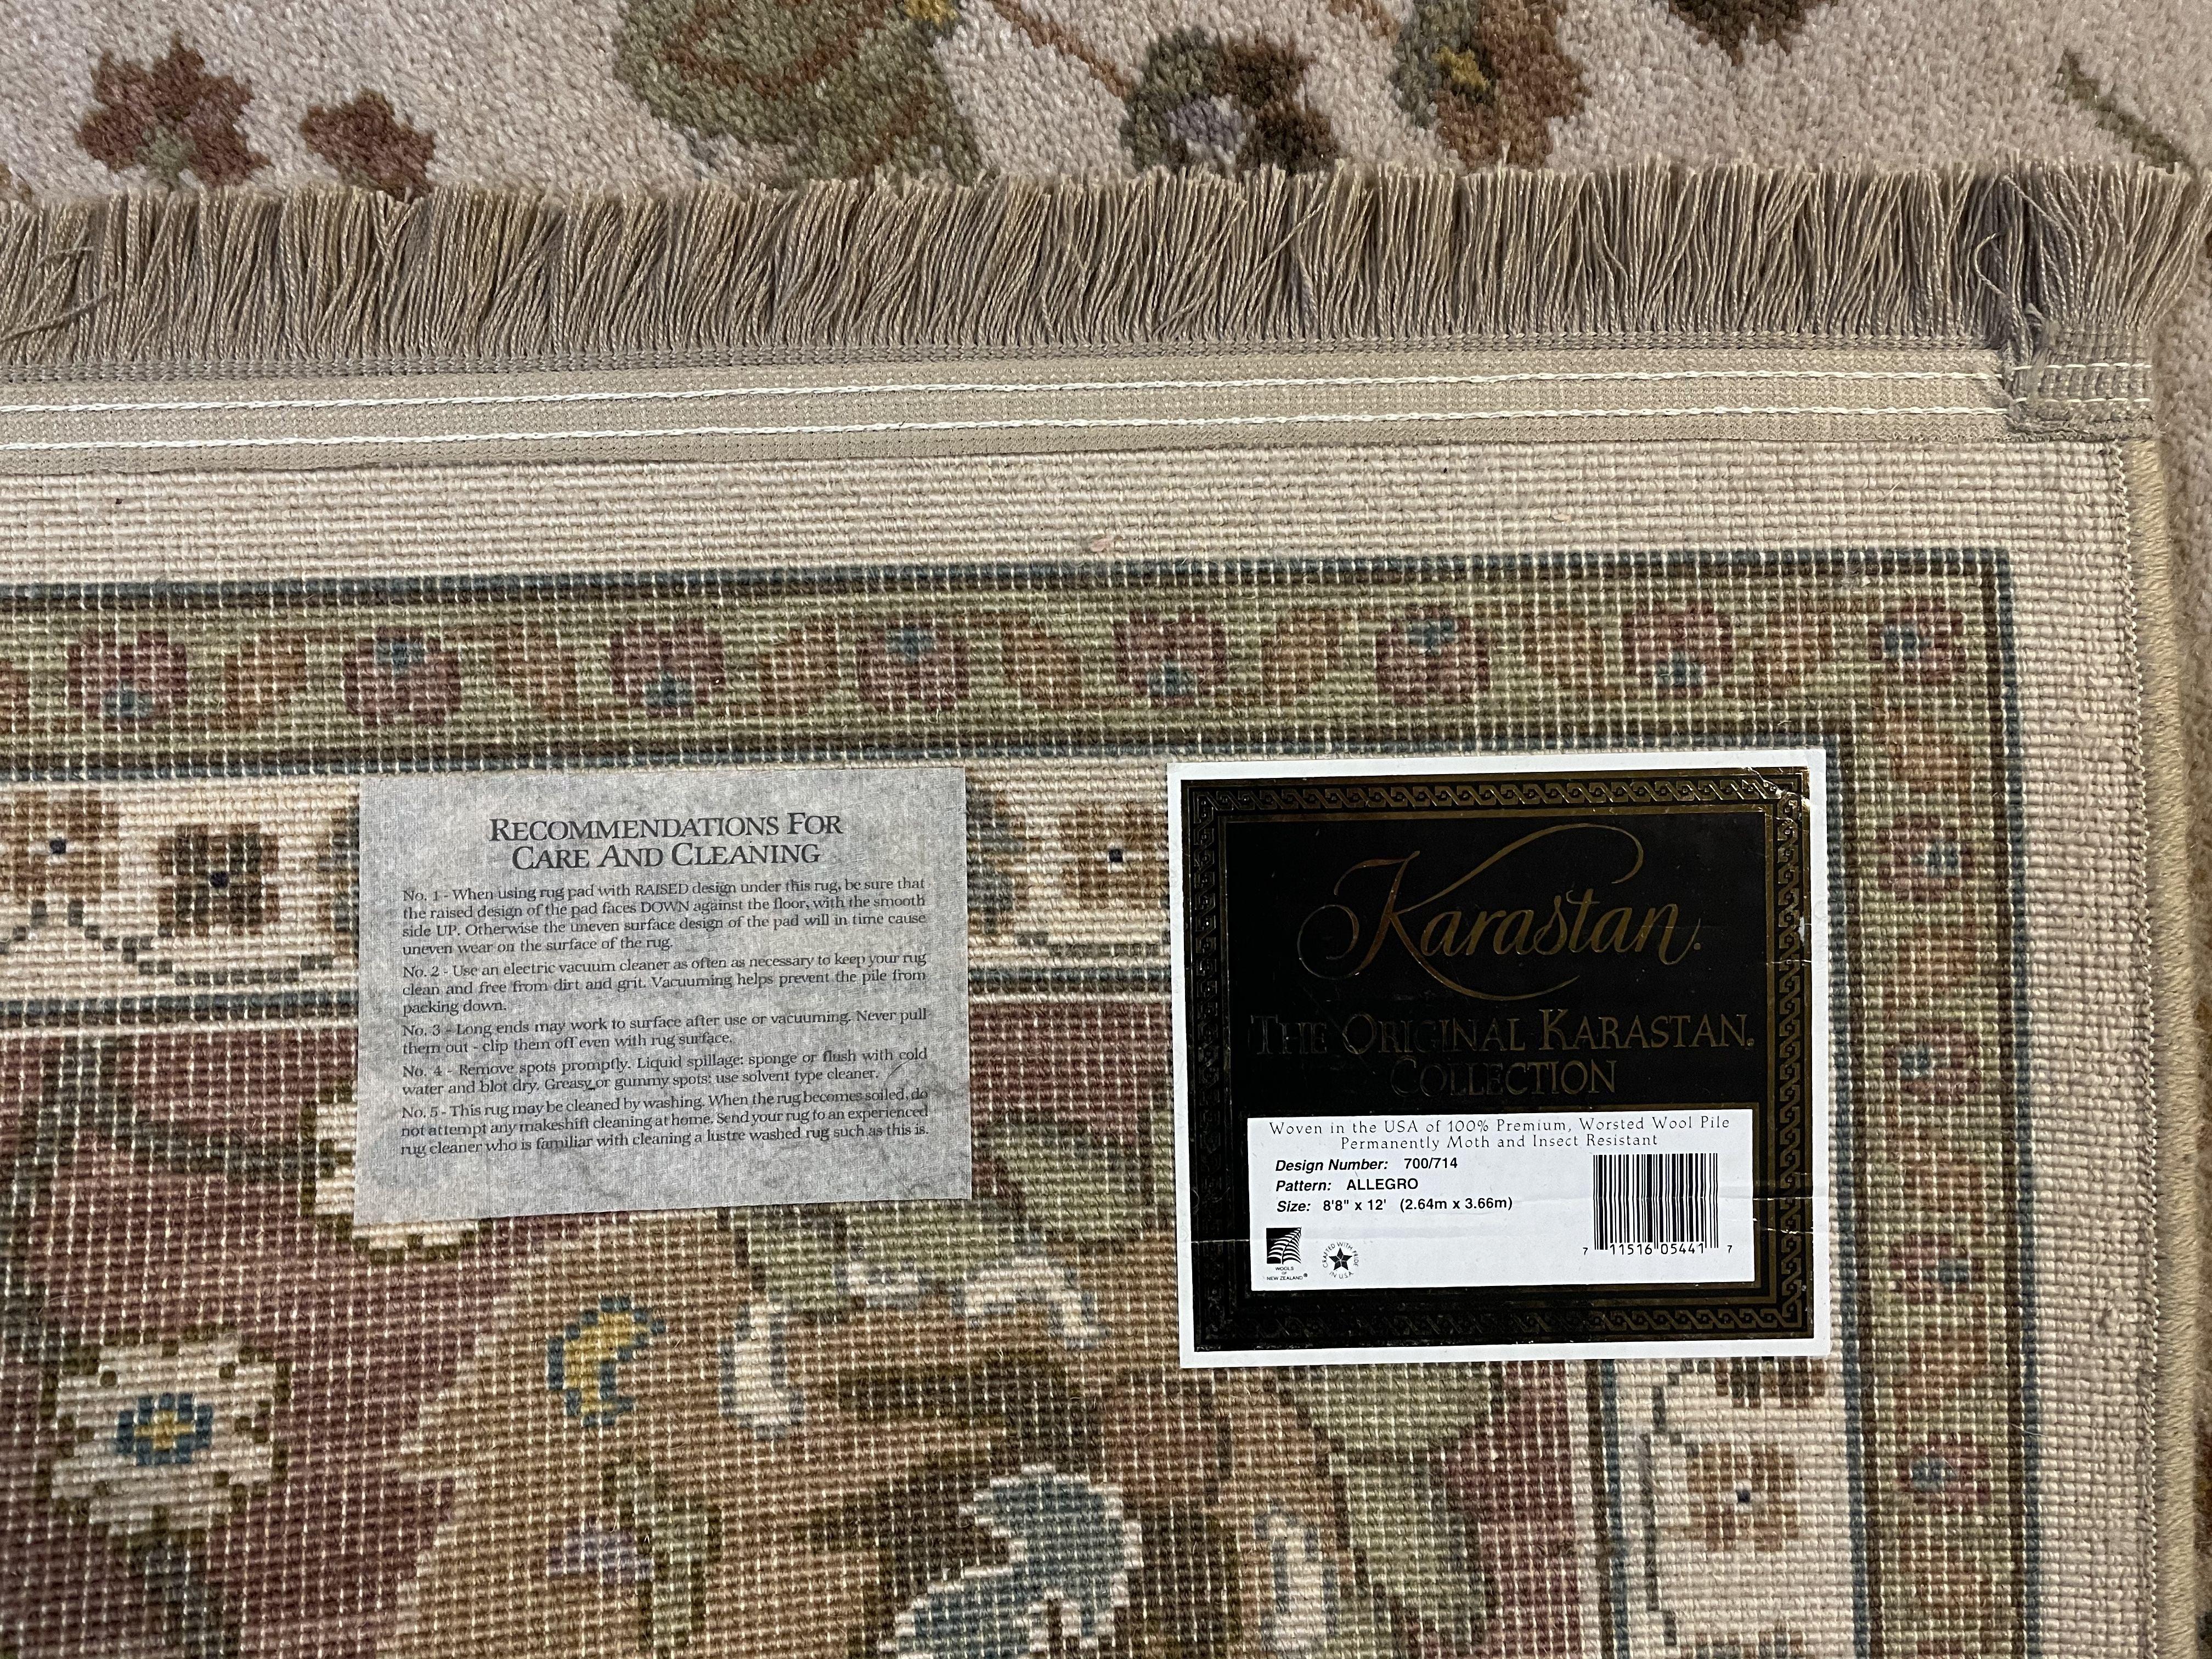 RECOMMENDATIONS FOR
CARE AND CLEANING
No. 1 - When using rug pad with RAISED design under this rug, be sure that
the raised design of the pad faces DOWN against the floor, with the smooth
side UP. Otherwise the uneven surface design of the pad will in time cause
uneven wear on the surface of the rug.
No. 2 - Use an electric vacuum cleaner as often as necessary to keep your rug
clean and free from dirt and grit. Vacuuming helps prevent the pile from
packing down.
No. 3 - Long ends may work to surface after use or vacuuming. Never pull
them out - clip them off even with rug surface.
No. 4 - Remove spots promptly. Liquid spillage: sponge or flush with cold
water and blot dry. Greasy or gummy spots: use solvent type cleaner.
No. 5 - This rug may be cleaned by washing. When the rug becomes soiled, do
not attempt any makeshift cleaning at home. Send your rug to an experienced
rug cleaner who is familiar with cleaning a lustre washed rug such as this is.
Karastan.
THE ORIGINAL KARASTAN.
COLLECTION
Woven in the USA of 100% Premium, Worsted Wool Pile
Permanently Moth and Insect Resistant
Design Number: 700/714
Pattern: ALLEGRO
Size: 8'8" x 12' (2.64m x 3.66m)
WOOLS
OF
NEW ZEALAND®
CRAFTED WITH PRIDE
IN U.S.A.
7 11516 05441 7